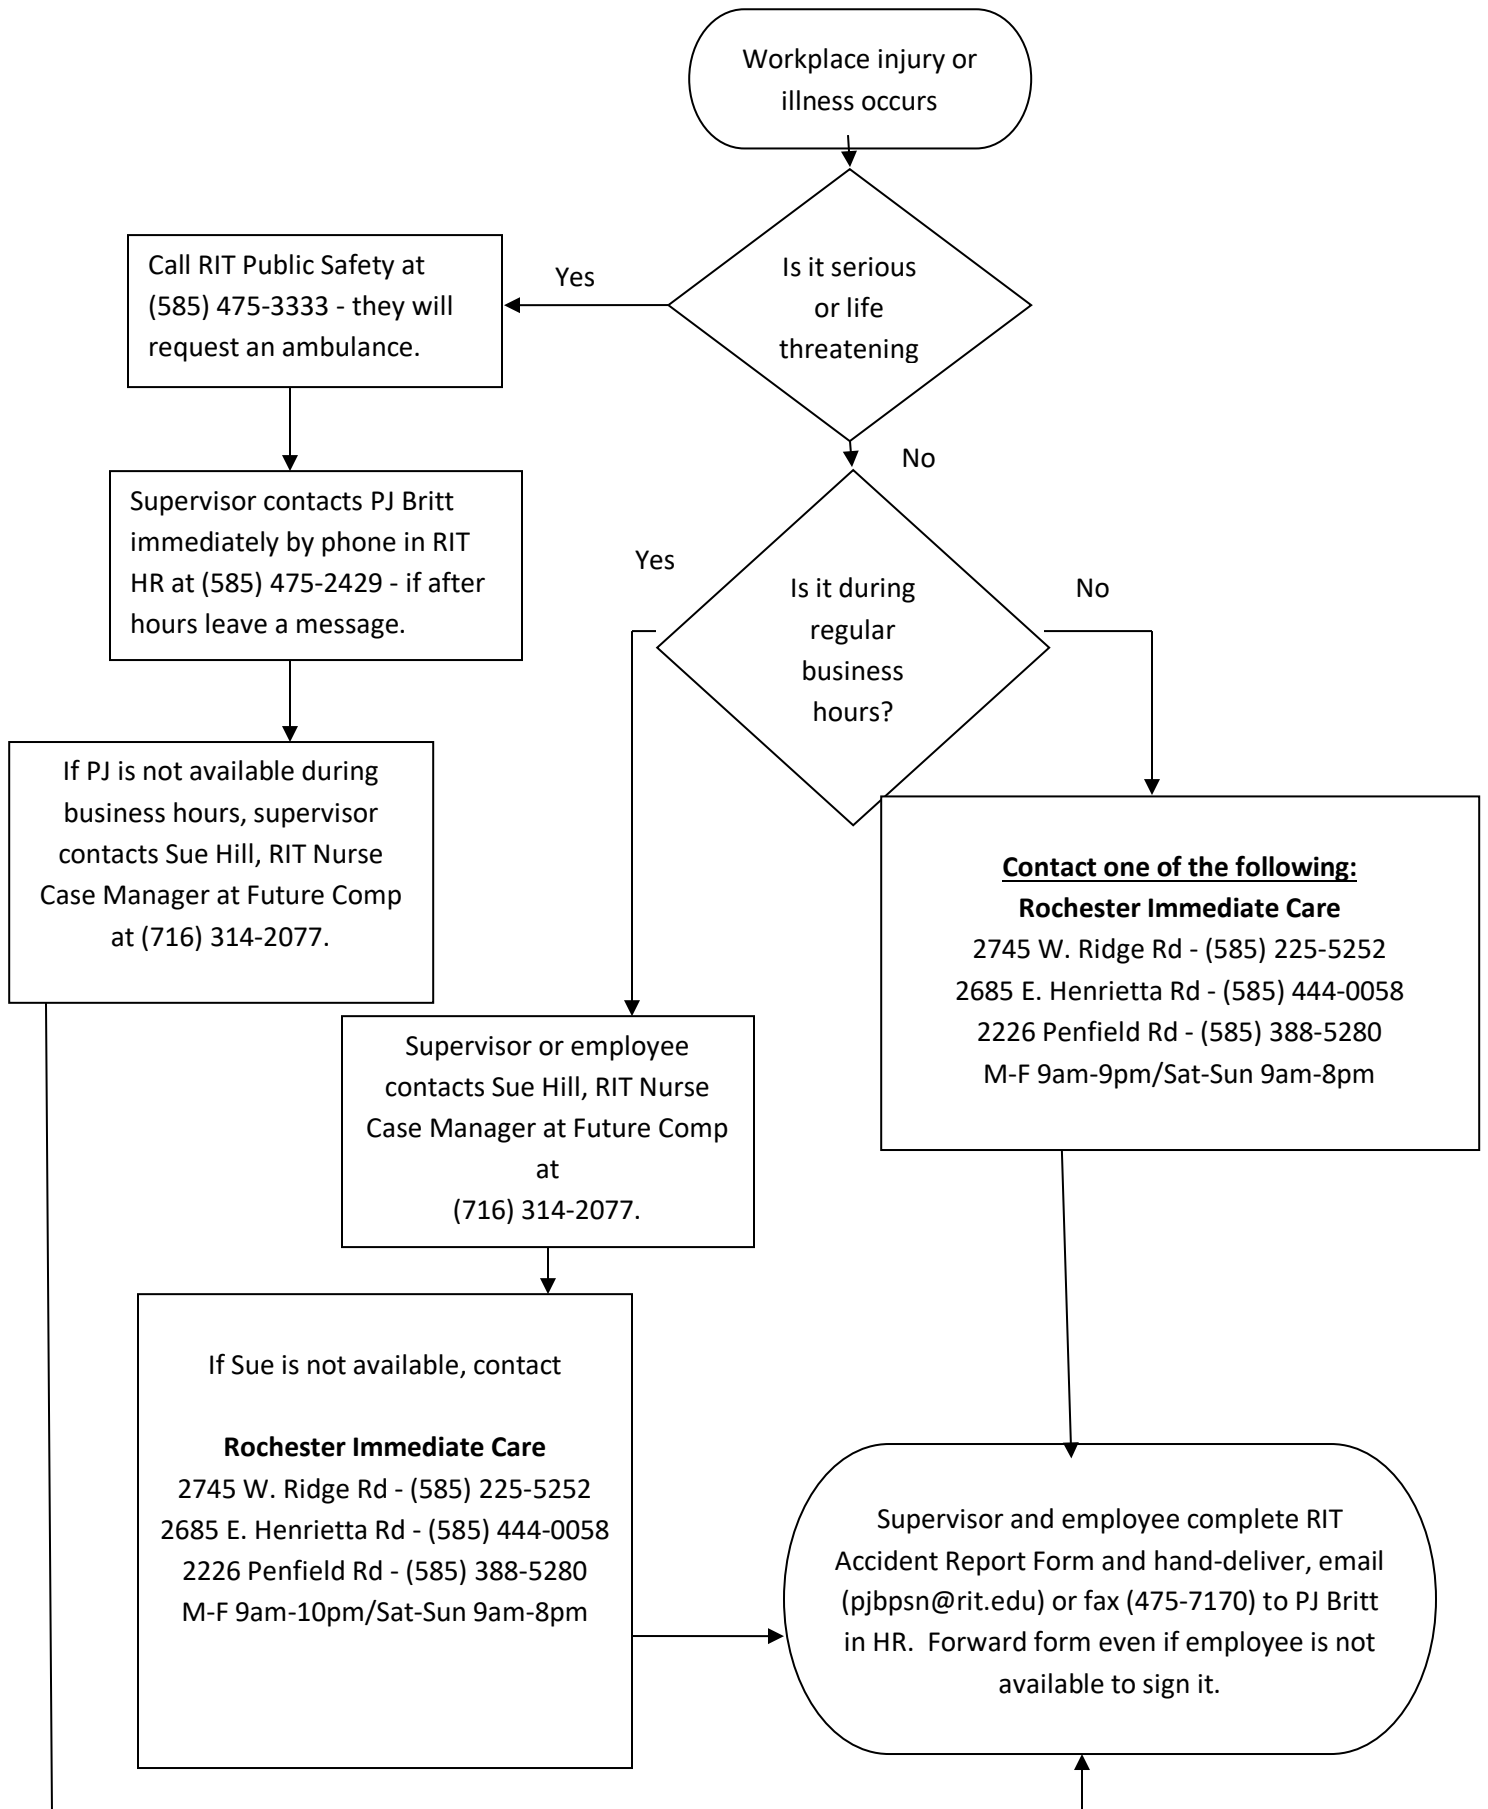 Workplace injury or
illness occurs
Is it serious
or life
threatening
Yes
Call RIT Public Safety at
(585) 475-3333 - they will
request an ambulance.
Supervisor contacts PJ Britt
immediately by phone in RIT
HR at (585) 475-2429 - if after
hours leave a message.
If PJ is not available during
business hours, supervisor
contacts Sue Hill, RIT Nurse
Case Manager at Future Comp
at (716) 314-2077.
No
Is it during
regular
business
hours?
Yes
Supervisor or employee
contacts Sue Hill, RIT Nurse
Case Manager at Future Comp
at
(716) 314-2077.
If Sue is not available, contact
Rochester Immediate Care
2745 W. Ridge Rd - (585) 225-5252
2685 E. Henrietta Rd - (585) 444-0058
2226 Penfield Rd - (585) 388-5280
M-F 9am-10pm/Sat-Sun 9am-8pm
No
Contact one of the following:
Rochester Immediate Care
2745 W. Ridge Rd - (585) 225-5252
2685 E. Henrietta Rd - (585) 444-0058
2226 Penfield Rd - (585) 388-5280
M-F 9am-9pm/Sat-Sun 9am-8pm
Supervisor and employee complete RIT
Accident Report Form and hand-deliver, email
(pjbpsn@rit.edu) or fax (475-7170) to PJ Britt
in HR.  Forward form even if employee is not
available to sign it.